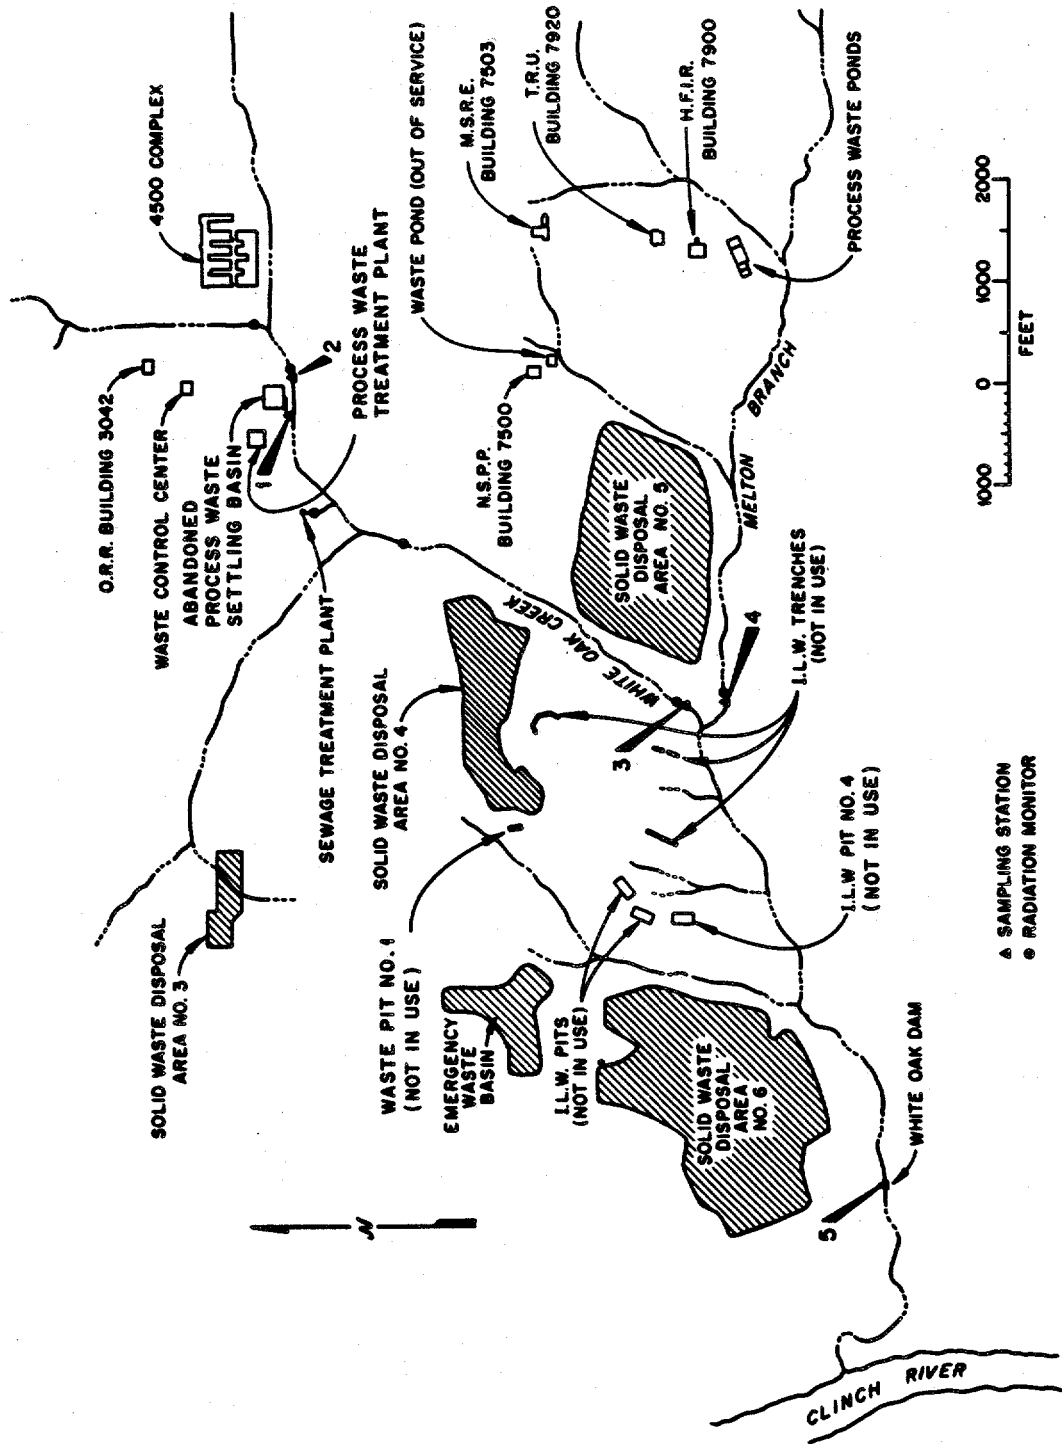 4500 COMPLEX
O.R.R. BUILDING 3042
WASTE CONTROL CENTER
ABANDONED
PROCESS WASTE
SETTLING BASIN
2
1
PROCESS WASTE
TREATMENT PLANT
SEWAGE TREATMENT PLANT
SOLID WASTE DISPOSAL
AREA NO. 3
WASTE POND (OUT OF SERVICE)
M.S.R.E.
BUILDING 7503
T.R.U.
BUILDING 7920
H.F.I.R.
BUILDING 7900
PROCESS WASTE PONDS
N.S.P.P.
BUILDING 7500
SOLID WASTE DISPOSAL
AREA NO. 4
WHITE OAK CREEK
SOLID WASTE
DISPOSAL
AREA NO. 5
MELTON
BRANCH
WASTE PIT NO. 1
(NOT IN USE)
EMERGENCY
WASTE
BASIN
I.L.W. PITS
(NOT IN USE)
SOLID WASTE
DISPOSAL
AREA
NO. 6
3
4
I.L.W. TRENCHES
(NOT IN USE)
I.L.W PIT NO. 4
(NOT IN USE)
N
5
WHITE OAK DAM
CLINCH RIVER
▲ SAMPLING STATION
● RADIATION MONITOR
1000 0 1000 2000
FEET